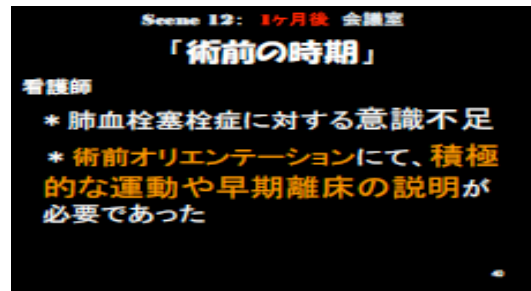 Scene 12: 1ヶ月後 会議室
「術前の時期」
看護師
* 肺血栓塞栓症に対する意識不足
* 術前オリエンテーションにて、積極
的な運動や早期離床の説明が
必要であった